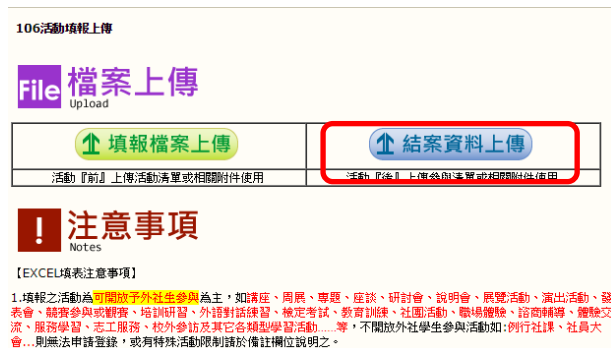 106活動填報上傳
File 檔案上傳
Upload
填報檔案上傳 結案資料上傳
活動『前』上傳活動清單或相關附件使用 活動『後』上傳參與清單或相關附件使用
! 注意事項
Notes
【EXCEL填表注意事項】
1.填報之活動為可開放予外社生參與為主，如講座、周展、專題、座談、研討會、說明會、展覽活動、演出活動、發
表會、競賽參與或觀賽、培訓研習、外語對話練習、檢定考試、教育訓練、社團活動、職場體驗、諮商輔導、體驗交
流、服務學習、志工服務、校外參訪及其它各類型學習活動......等，不開放外社學生參與活動如:例行社課、社員大
會...則無法申請登錄，或有特殊活動限制請於備註欄位說明之。